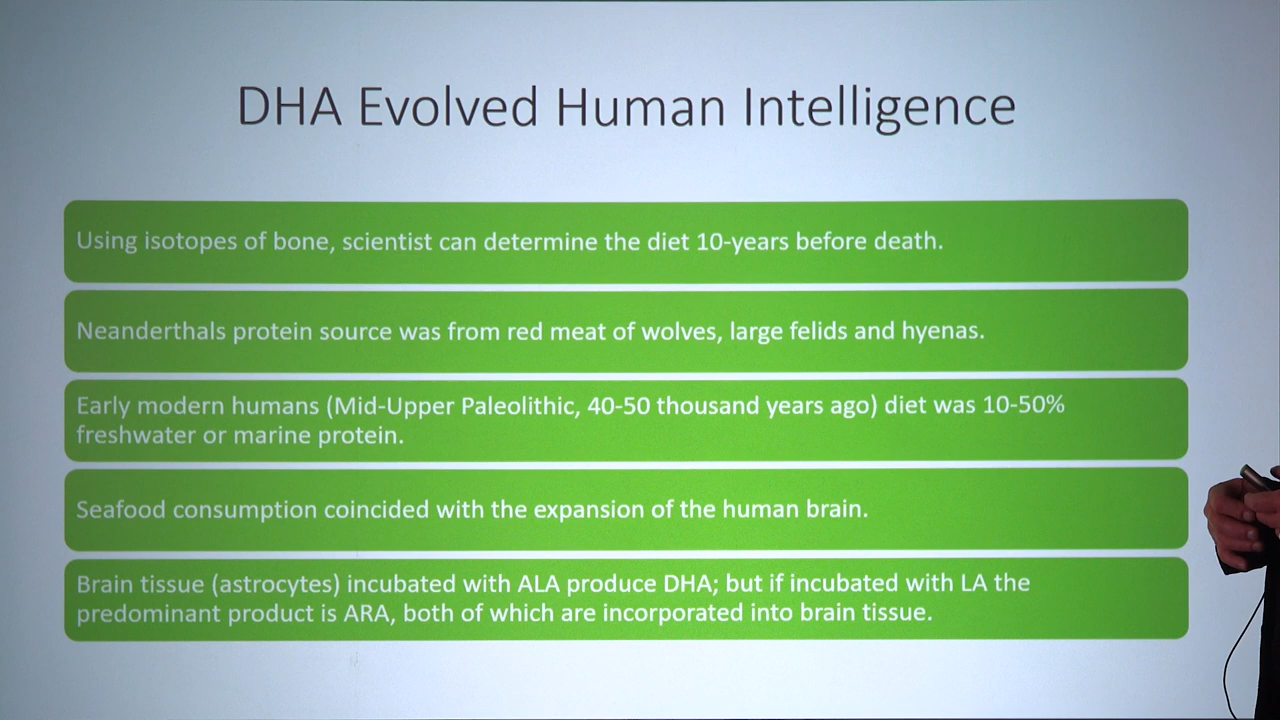 DHA Evolved Human Intelligence
Using isotopes of bone, scientist can determine the diet 10-years before death.
Neanderthals protein source was from red meat of wolves, large felids and hyenas.
Early modern humans (Mid-Upper Paleolithic, 40-50 thousand years ago) diet was 10-50%
freshwater or marine protein.
Seafood consumption coincided with the expansion of the human brain.
Brain tissue (astrocytes) incubated with ALA produce DHA; but if incubated with LA the
predominant product is ARA, both of which are incorporated into brain tissue.